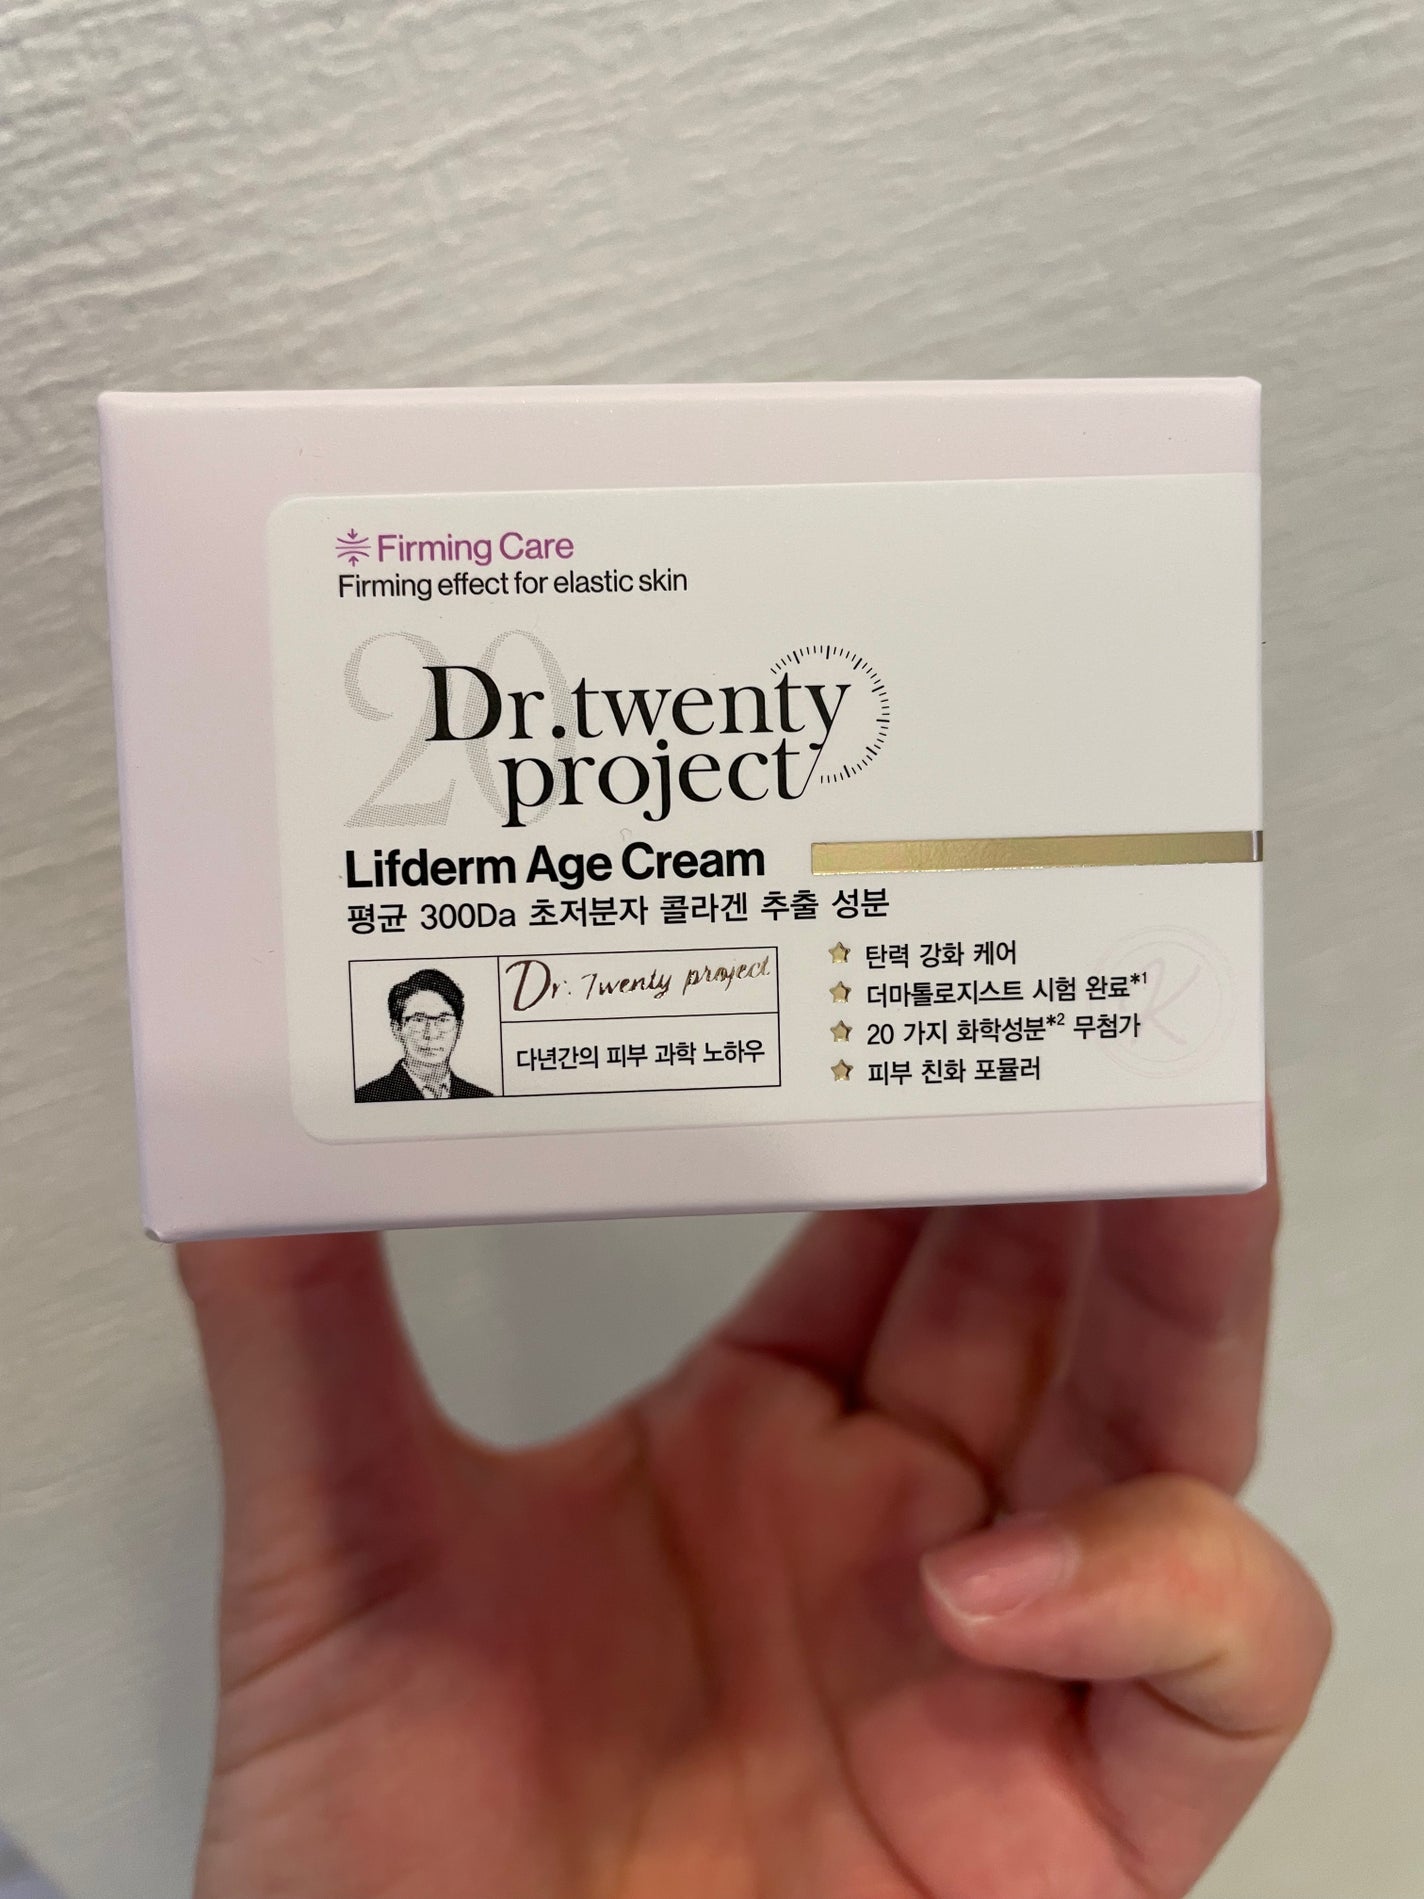 Firming Care
Firming effect for elastic skin
20
Dr.twenty
project
Lifderm Age Cream
평균 300Da 초저분자 콜라겐 추출 성분
Dr. Twenty project
다년간의 피부 과학 노하우
탄력 강화 케어
더마톨로지스트 시험 완료*1
20 가지 화학성분*2 무첨가
피부 친화 포뮬러
K